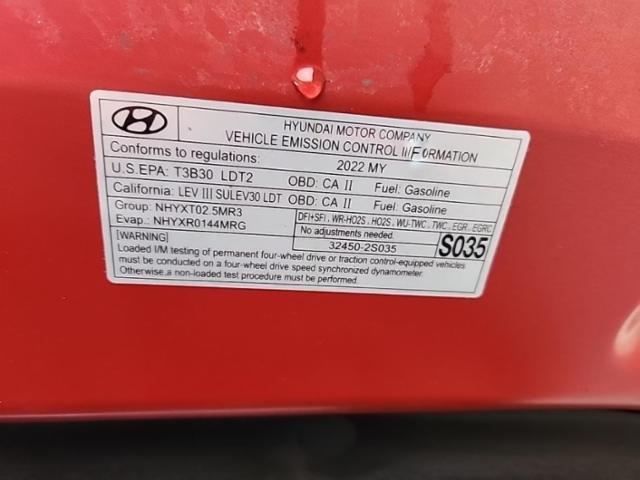 HYUNDAI MOTOR COMPANY
VEHICLE EMISSION CONTROL INFORMATION
Conforms to regulations: 2022 MY
U.S.EPA: T3B30 LDT2 OBD: CA II Fuel: Gasoline
California: LEV III SULEV30 LDT OBD: CA II Fuel: Gasoline
Group: NHYXT02.5MR3
Evap.: NHYXR0144MRG
DFI+SFI, WR-HO2S, HO2S, WU-TWC, TWC, EGR, EGRC
No adjustments needed.
32450-2S035
S035
[WARNING]
Loaded I/M testing of permanent four-wheel drive or traction control-equipped vehicles
must be conducted on a four-wheel drive speed synchronized dynamometer.
Otherwise,a non-loaded test procedure must be performed.